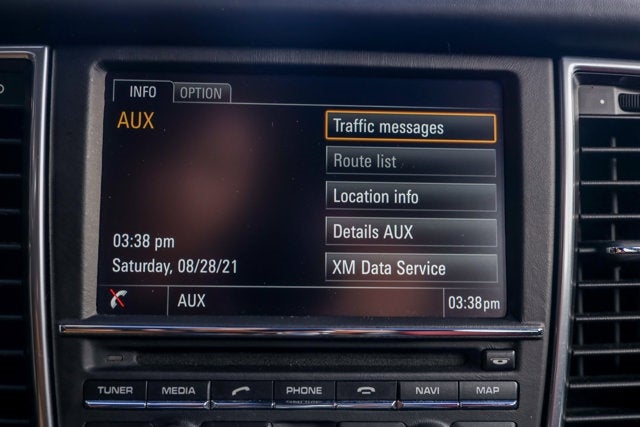 INFO OPTION
AUX
Traffic messages
Route list
Location info
Details AUX
XM Data Service
03:38 pm
Saturday, 08/28/21
AUX 03:38pm
TUNER MEDIA PHONE NAVI MAP